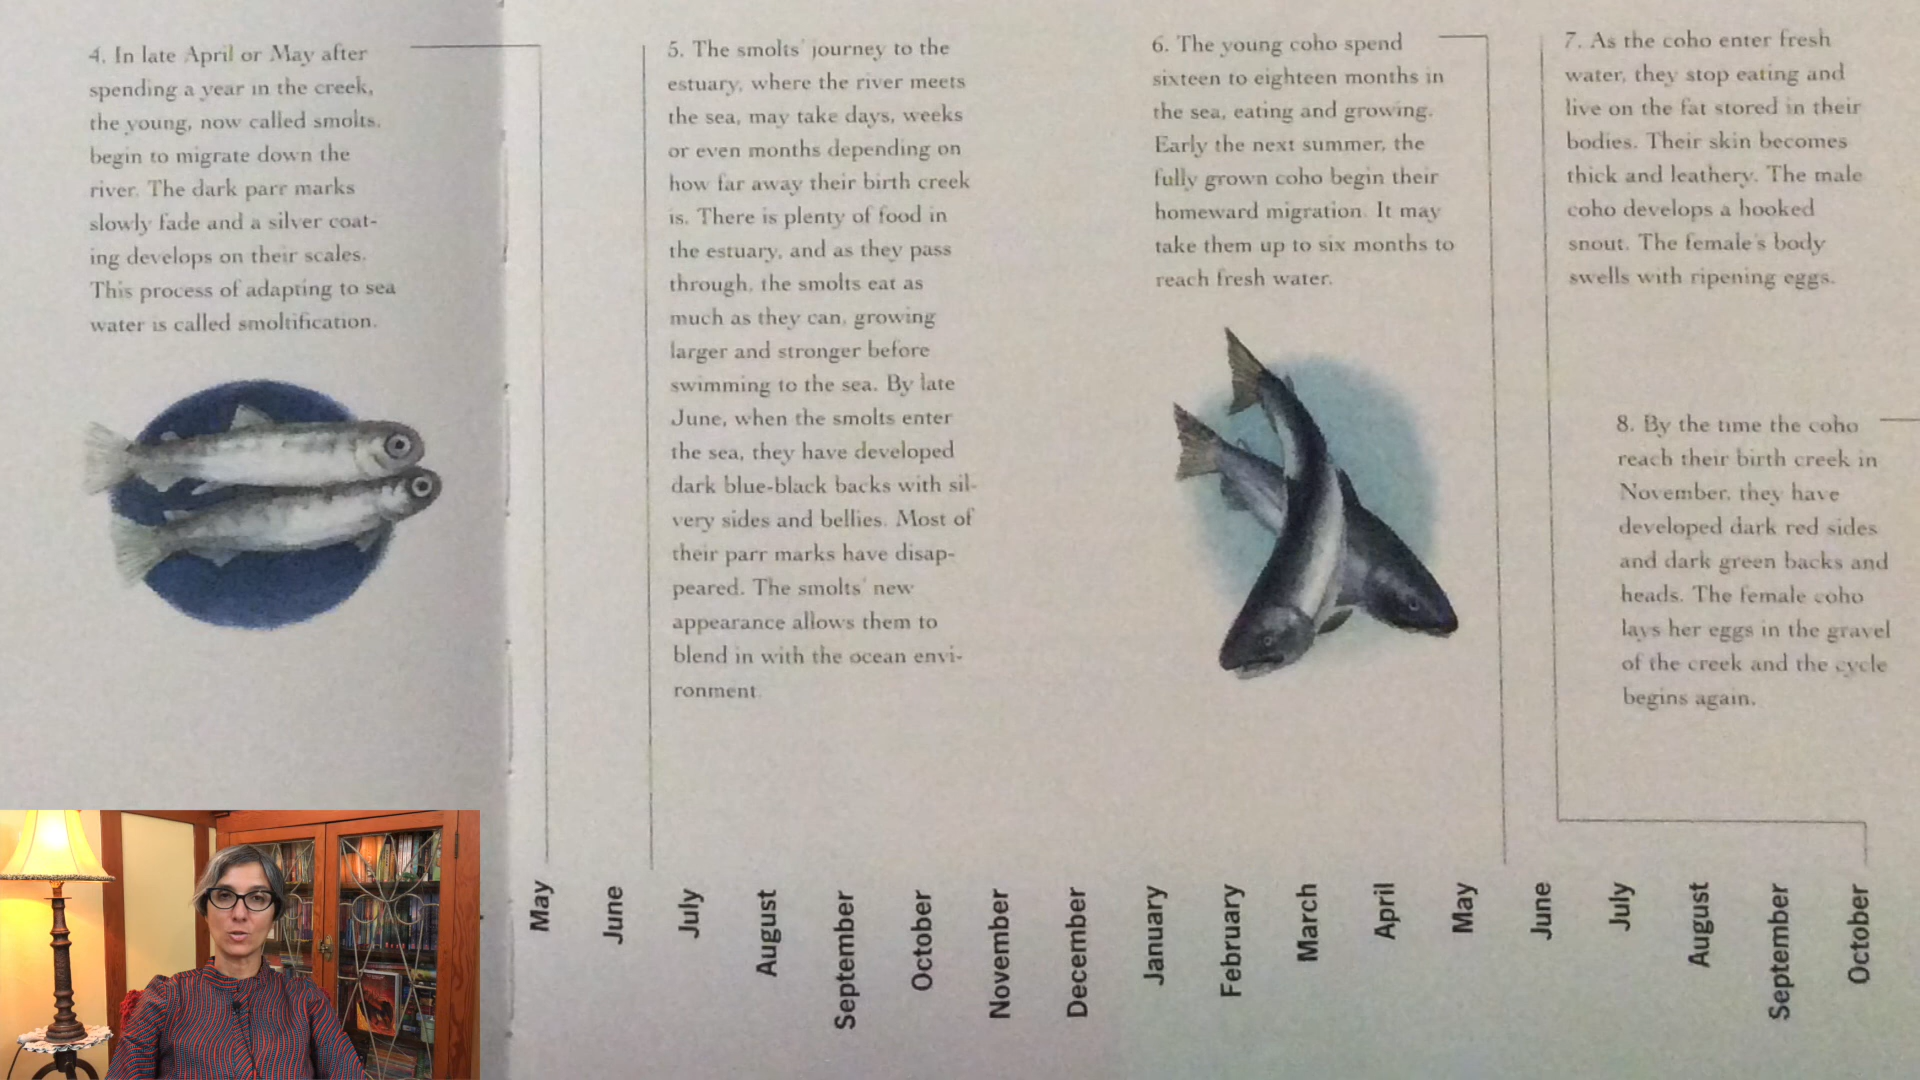 4. In late April or May after
spending a year in the creek,
the young, now called smolts,
begin to migrate down the
river. The dark parr marks
slowly fade and a silver coat-
ing develops on their scales.
This process of adapting to sea
water is called smoltification.
5. The smolts' journey to the
estuary, where the river meets
the sea, may take days, weeks
or even months depending on
how far away their birth creek
is. There is plenty of food in
the estuary, and as they pass
through, the smolts eat as
much as they can, growing
larger and stronger before
swimming to the sea. By late
June, when the smolts enter
the sea, they have developed
dark blue-black backs with sil-
very sides and bellies. Most of
their parr marks have disap-
peared. The smolts' new
appearance allows them to
blend in with the ocean envi-
ronment.
6. The young coho spend
sixteen to eighteen months in
the sea, eating and growing.
Early the next summer, the
fully grown coho begin their
homeward migration. It may
take them up to six months to
reach fresh water.
7. As the coho enter fresh
water, they stop eating and
live on the fat stored in their
bodies. Their skin becomes
thick and leathery. The male
coho develops a hooked
snout. The female's body
swells with ripening eggs.
8. By the time the coho
reach their birth creek in
November, they have
developed dark red sides
and dark green backs and
heads. The female coho
lays her eggs in the gravel
of the creek and the cycle
begins again.
May
June
July
August
September
October
November
December
January
February
March
April
May
June
July
August
September
October